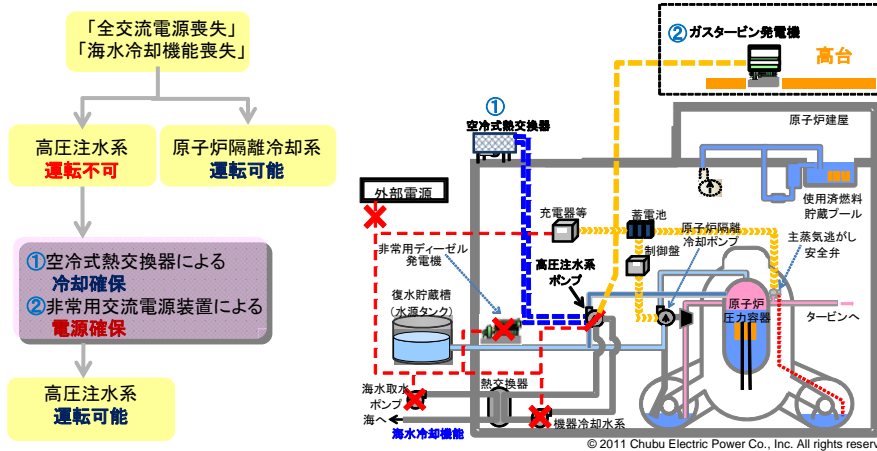 「全交流電源喪失」
「海水冷却機能喪失」
高圧注水系
運転不可
原子炉隔離冷却系
運転可能
①空冷式熱交換器による
冷却確保
②非常用交流電源装置による
電源確保
高圧注水系
運転可能
②ガスタービン発電機
高台
①
空冷式熱交換器
原子炉建屋
外部電源
使用済燃料
貯蔵プール
充電器等
蓄電池
原子炉隔離
冷却ポンプ
制御盤
主蒸気逃がし
安全弁
非常用ディーゼル
発電機
高圧注水系
ポンプ
復水貯蔵槽
(水源タンク)
原子炉
圧力容器
タービンへ
海水取水
ポンプ
熱交換器
海へ
海水冷却機能
機器冷却水系
© 2011 Chubu Electric Power Co., Inc. All rights reserv